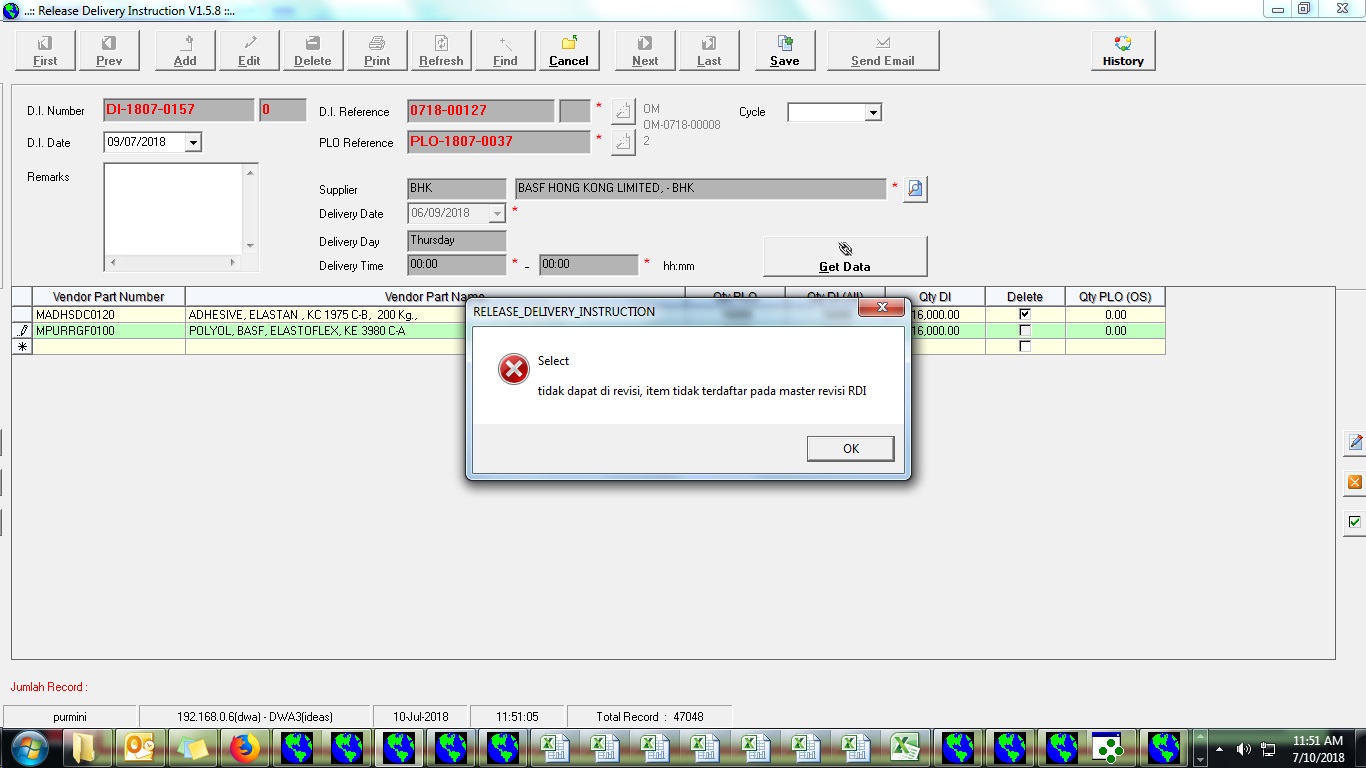 ..:: Release Delivery Instruction V1.5.8 ::..
First Prev Add Edit Delete Print Refresh Find Cancel Next Last Save Send Email History
D.I. Number DI-1807-0157 0 D.I. Reference 0718-00127 * OM Cycle
OM-0718-00008
D.I. Date 09/07/2018 PLO Reference PLO-1807-0037 * 2
Remarks
Supplier BHK BASF HONG KONG LIMITED, - BHK *
Delivery Date 06/09/2018 *
Delivery Day Thursday
Delivery Time 00:00 * - 00:00 * hh:mm Get Data
Vendor Part Number Vendor Part Name Qty PLO Qty DI (All) Qty DI Delete Qty PLO (OS)
MADHSDC0120 ADHESIVE, ELASTAN , KC 1975 C-B, 200 Kg., 16,000.00 0.00
MPURRGF0100 POLYOL, BASF, ELASTOFLEX, KE 3980 C-A 16,000.00 0.00
RELEASE_DELIVERY_INSTRUCTION
Select
tidak dapat di revisi, item tidak terdaftar pada master revisi RDI
OK
Jumlah Record :
purmini 192.168.0.6(dwa) - DWA3(ideas) 10-Jul-2018 11:51:05 Total Record : 47048
11:51 AM
7/10/2018